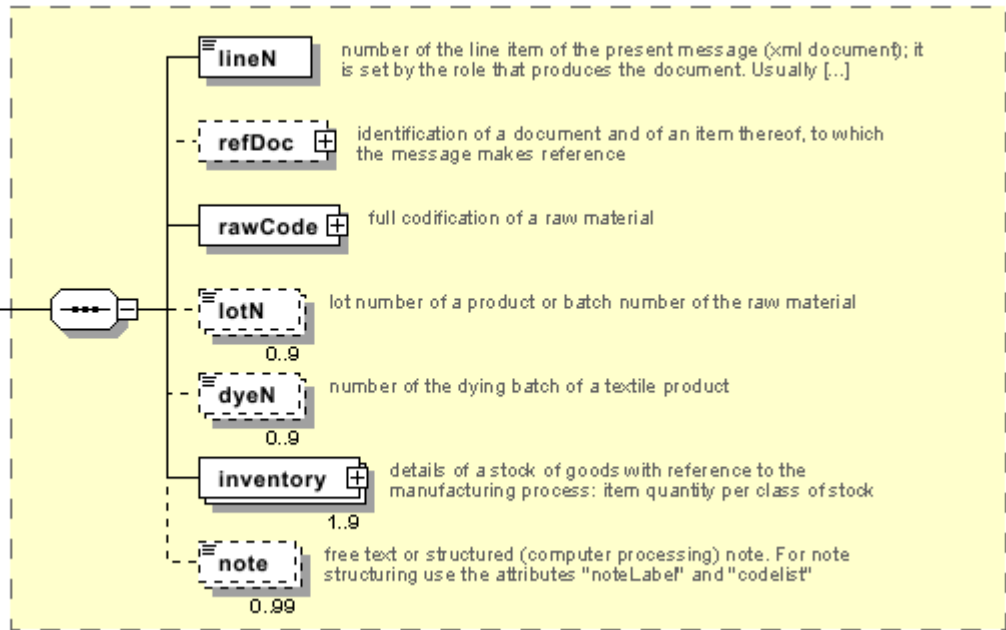 lineN
number of the line item of the present message (xml document); it
is set by the role that produces the document. Usually [...]
refDoc
identification of a document and of an item thereof, to which
the message makes reference
rawCode
full codification of a raw material
lotN
lot number of a product or batch number of the raw material
0..9
dyeN
number of the dying batch of a textile product
0..9
inventory
details of a stock of goods with reference to the
manufacturing process: item quantity per class of stock
1..9
note
free text or structured (computer processing) note. For note
structuring use the attributes "noteLabel" and "codelist"
0..99